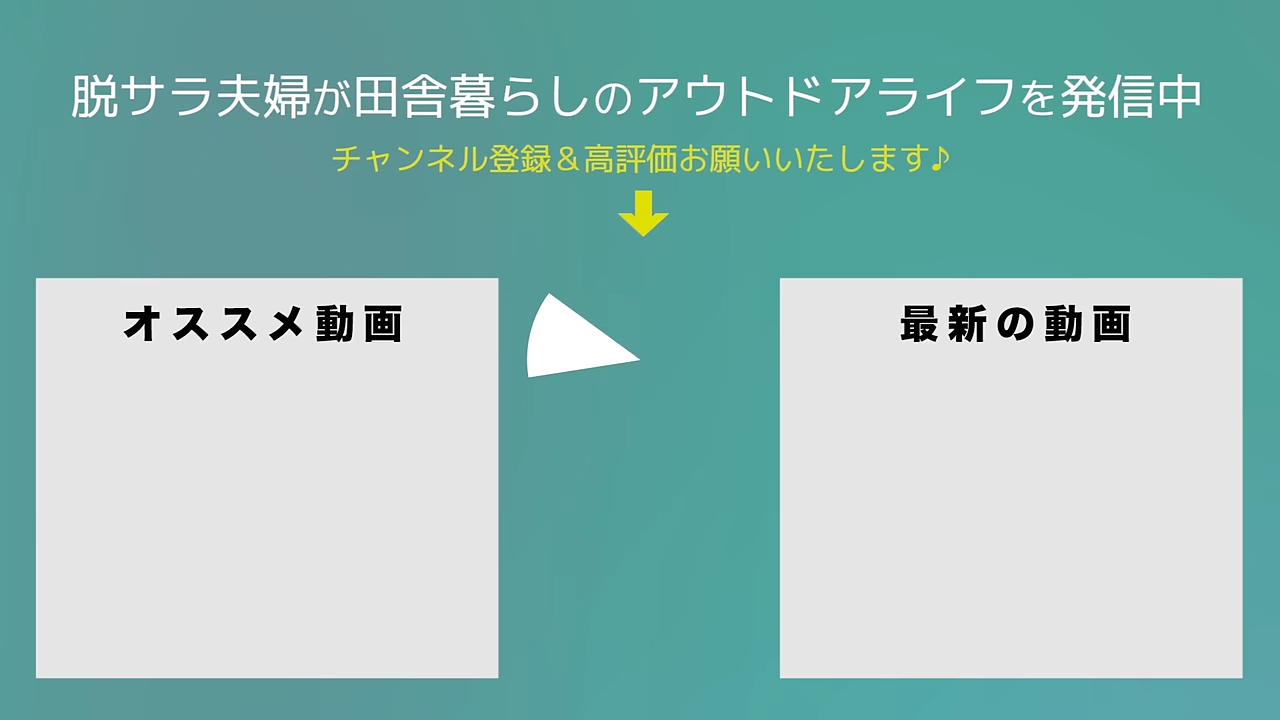 脱サラ夫婦が田舎暮らしのアウトドアライフを発信中
チャンネル登録＆高評価お願いいたします♪
オススメ動画
最新の動画